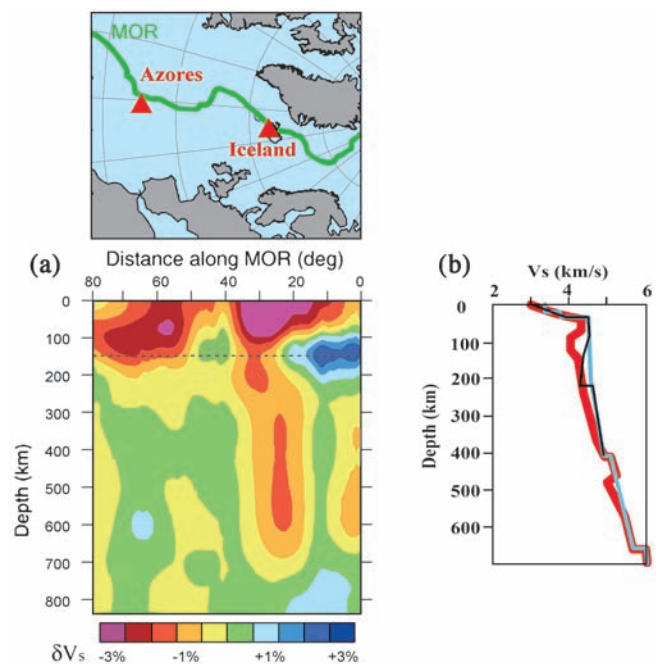 MOR
Azores
Iceland
(a)
Distance along MOR (deg)
80 60 40 20 0
0
100
200
300
400
500
600
700
800
Depth (km)
δVs
-3% -1% +1% +3%
(b)
Vs (km/s)
2 4 6
0
100
200
300
400
500
600
Depth (km)